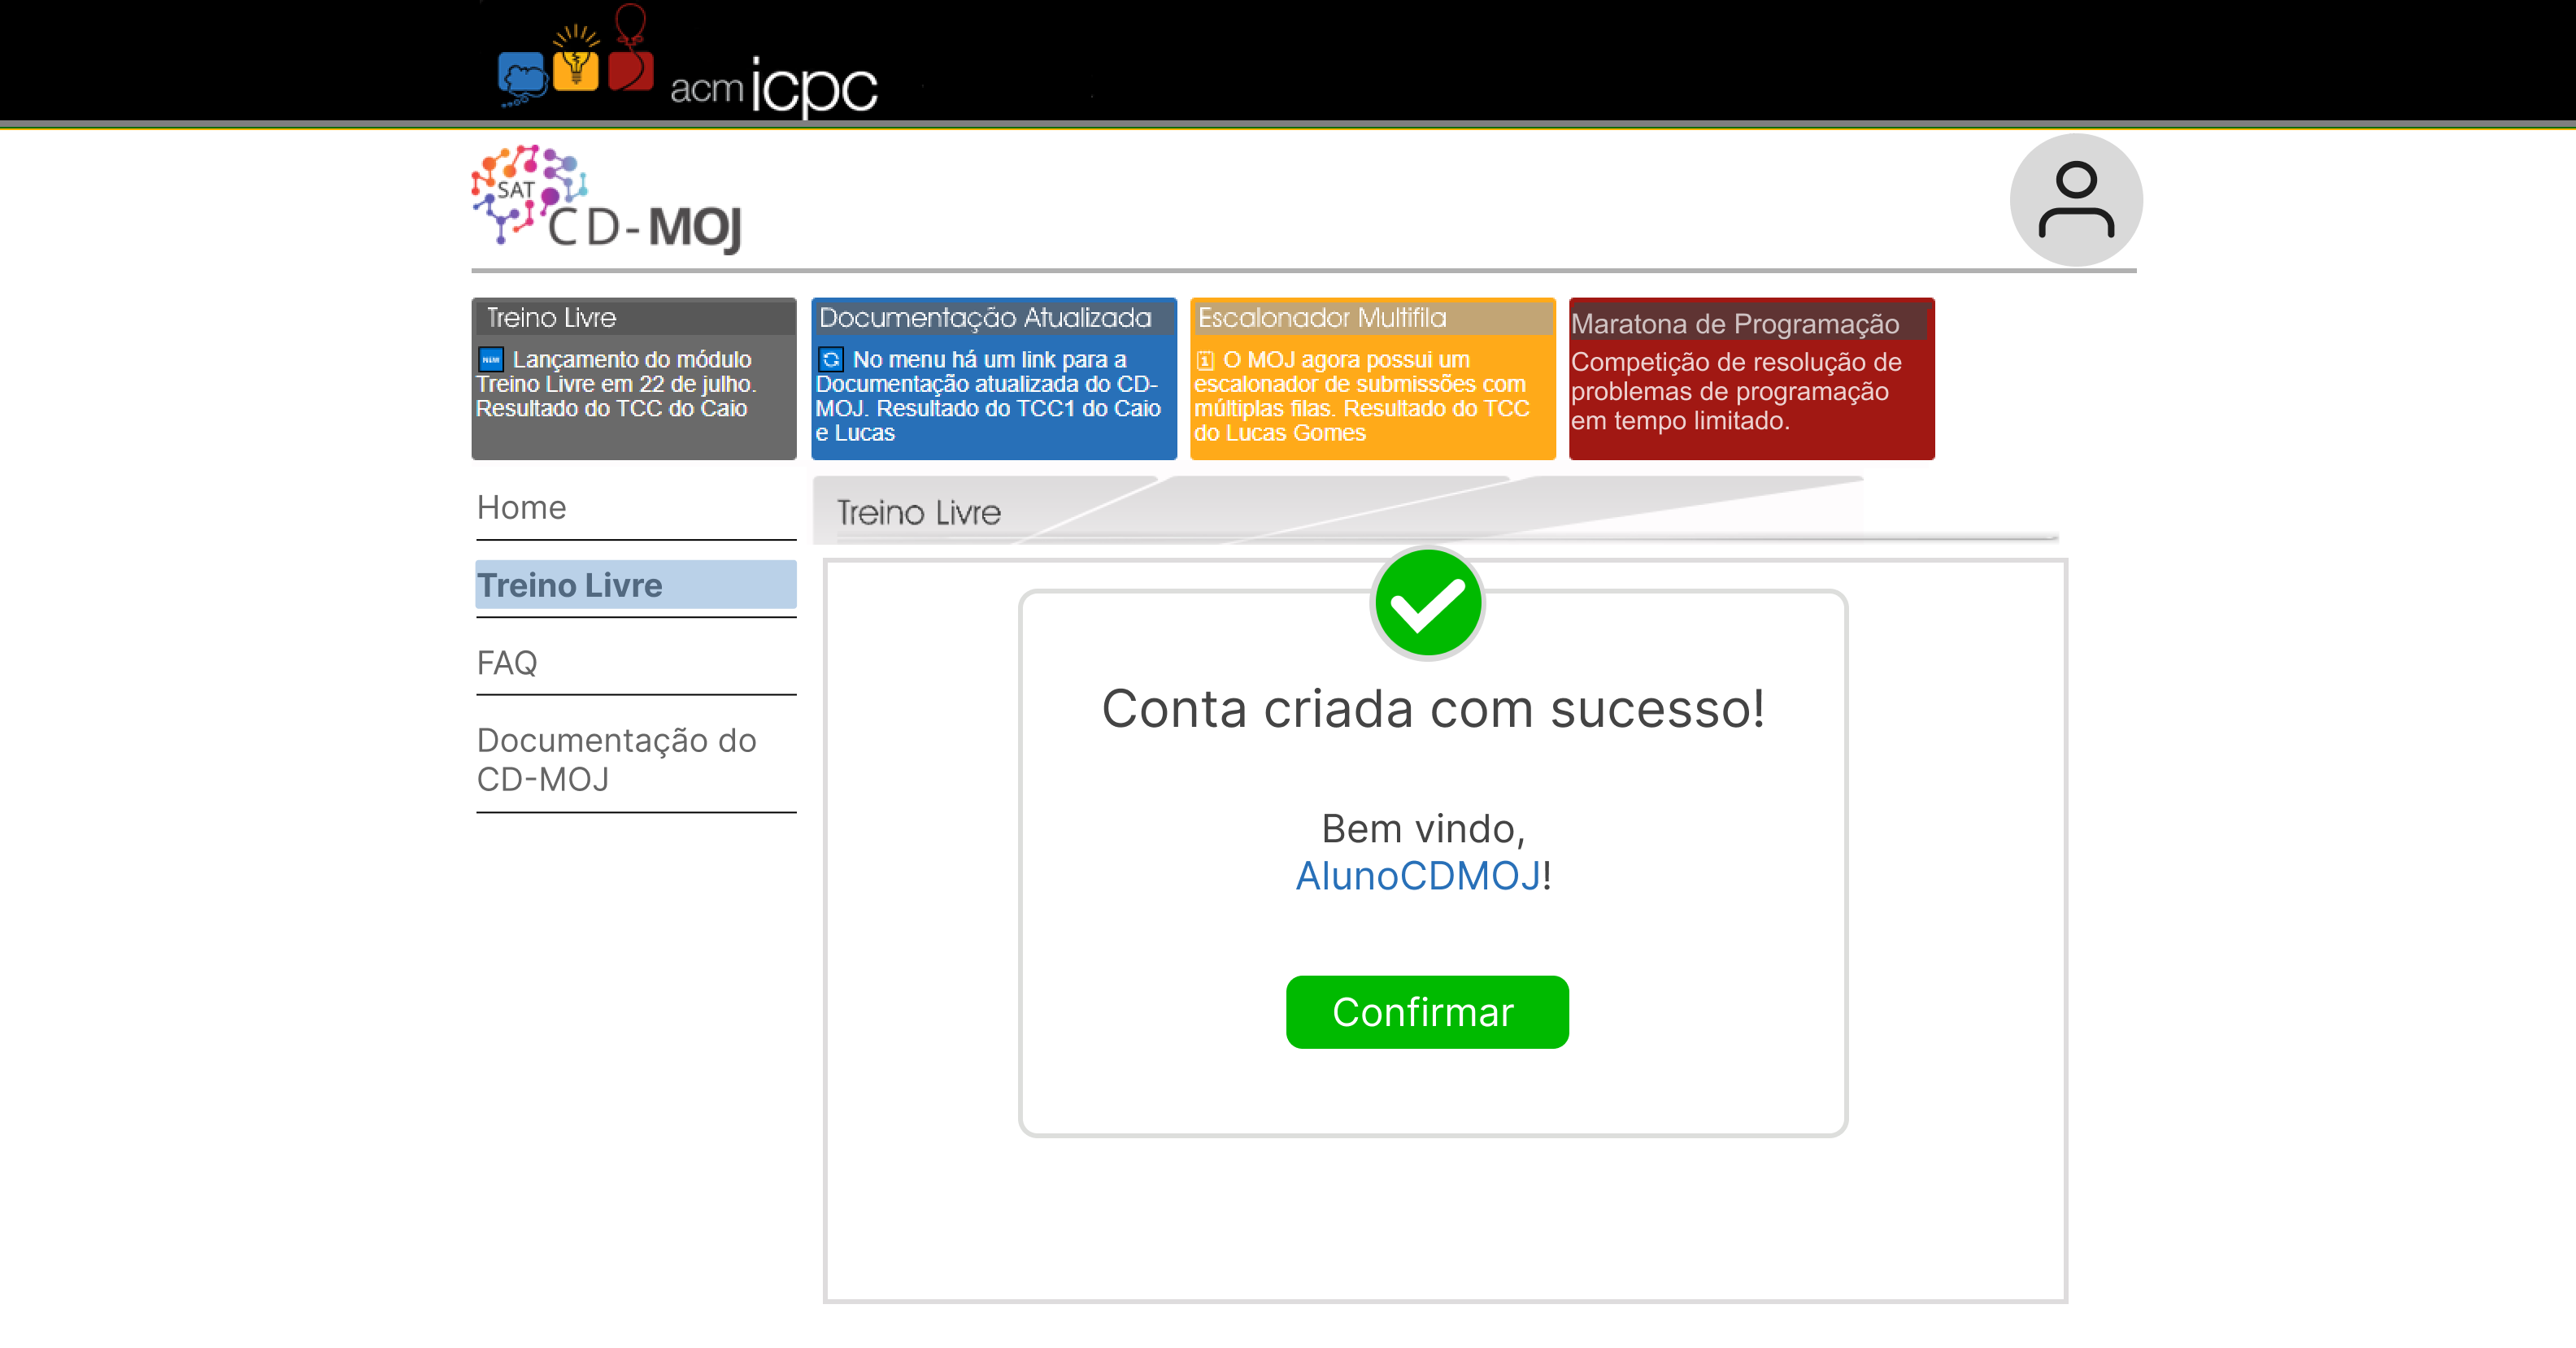 acm icpc
SAT
CD-MOJ
Treino Livre
NEW Lançamento do módulo
Treino Livre em 22 de julho.
Resultado do TCC do Caio
Documentação Atualizada
No menu há um link para a
Documentação atualizada do CD-
MOJ. Resultado do TCC1 do Caio
e Lucas
Escalonador Multifila
O MOJ agora possui um
escalonador de submissões com
múltiplas filas. Resultado do TCC
do Lucas Gomes
Maratona de Programação
Competição de resolução de
problemas de programação
em tempo limitado.
Home
Treino Livre
FAQ
Documentação do
CD-MOJ
Treino Livre
Conta criada com sucesso!
Bem vindo,
AlunoCDMOJ!
Confirmar